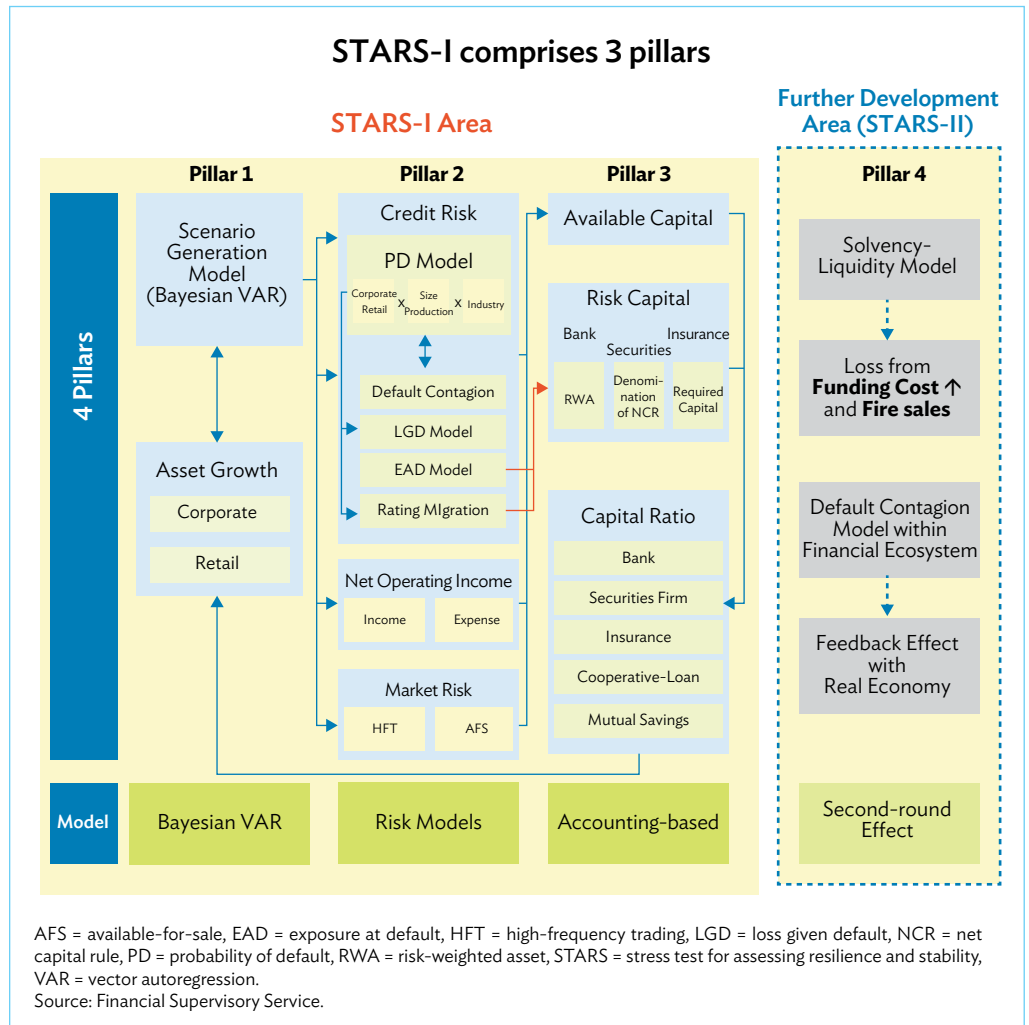 STARS-I comprises 3 pillars
STARS-I Area
Further Development
Area (STARS-II)
4 Pillars
Pillar 1
Scenario
Generation
Model
(Bayesian VAR)
Asset Growth
Corporate
Retail
Pillar 2
Credit Risk
PD Model
Corporate
Retail
x
Size
Production
x
Industry
Default Contagion
LGD Model
EAD Model
Rating MIgration
Net Operating Income
Income
Expense
Market Risk
HFT
AFS
Pillar 3
Available Capital
Risk Capital
Bank
Securities
Insurance
RWA
Denomi-
nation
of NCR
Required
Capital
Capital Ratio
Bank
Securities Firm
Insurance
Cooperative-Loan
Mutual Savings
Pillar 4
Solvency-
Liquidity Model
Loss from
Funding Cost ↑
and Fire sales
Default Contagion
Model within
Financial Ecosystem
Feedback Effect
with
Real Economy
Model
Bayesian VAR
Risk Models
Accounting-based
Second-round
Effect
AFS = available-for-sale, EAD = exposure at default, HFT = high-frequency trading, LGD = loss given default, NCR = net
capital rule, PD = probability of default, RWA = risk-weighted asset, STARS = stress test for assessing resilience and stability,
VAR = vector autoregression.
Source: Financial Supervisory Service.